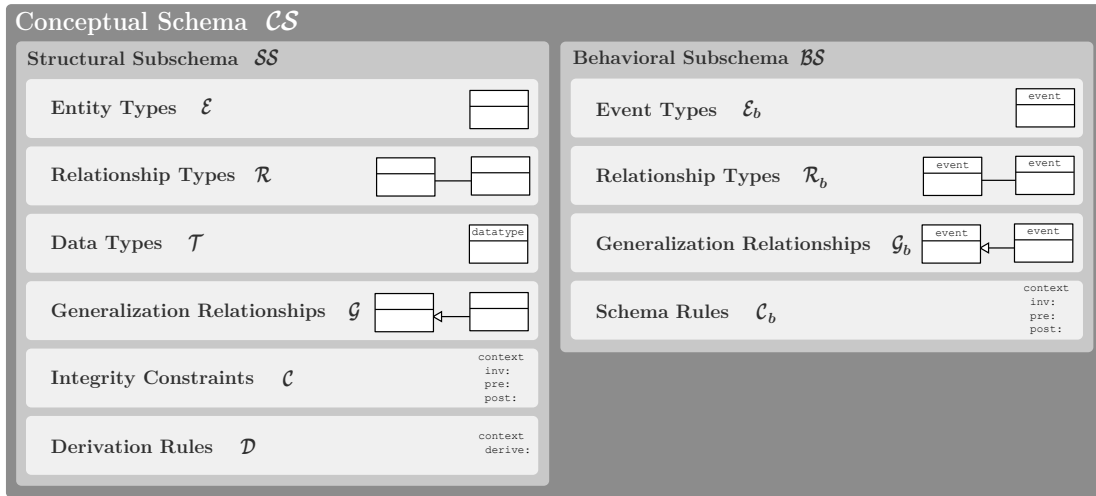 Conceptual Schema 𝒞𝒮
Structural Subschema 𝒮𝒮
Entity Types ℰ
Relationship Types ℛ
Data Types 𝒯
datatype
Generalization Relationships 𝒢
Integrity Constraints 𝒞
context
inv:
pre:
post:
Derivation Rules 𝒟
context
derive:
Behavioral Subschema ℬ𝒮
Event Types ℰb
event
Relationship Types ℛb
event event
Generalization Relationships 𝒢b
event event
Schema Rules 𝒞b
context
inv:
pre:
post: